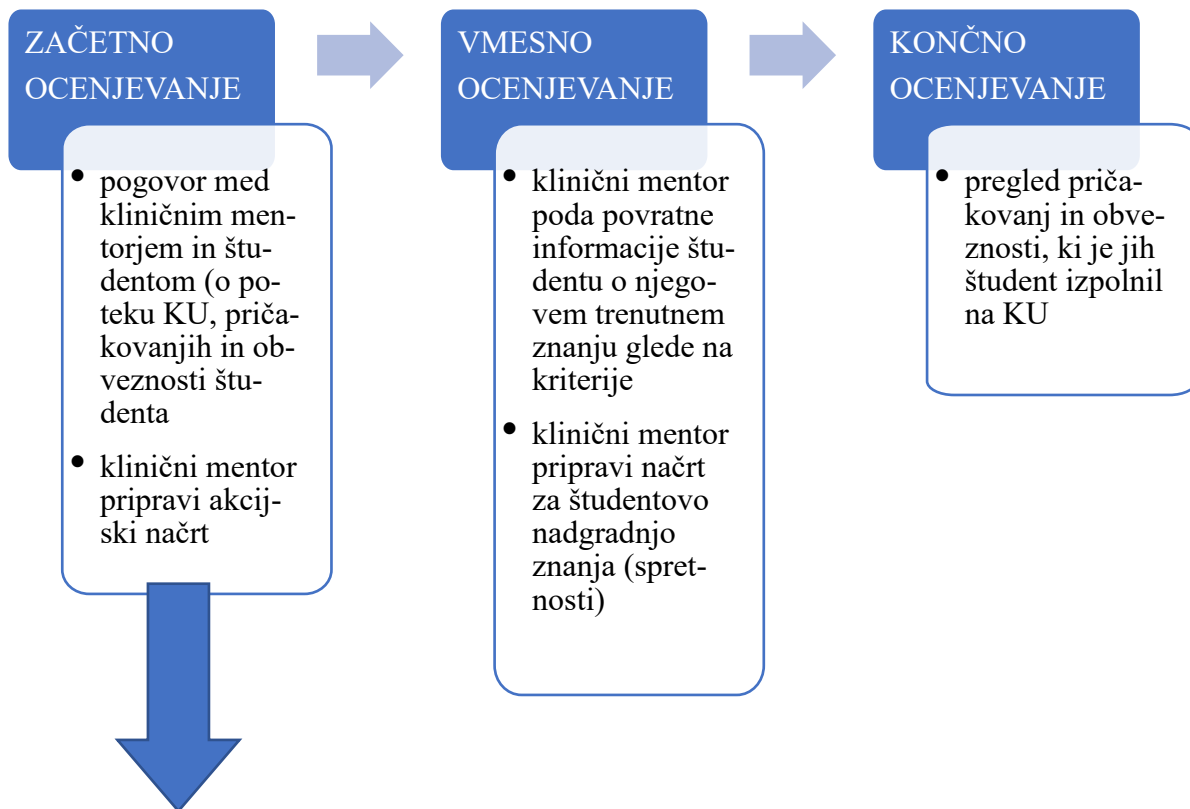 ZAČETNO
OCENJEVANJE
• pogovor med
kliničnim men-
torjem in štu-
dentom (o po-
teku KU, priča-
kovanjih in ob-
veznosti štu-
denta
• klinični mentor
pripravi akcij-
ski načrt
VMESNO
OCENJEVANJE
• klinični mentor
poda povratne
informacije štu-
dentu o njego-
vem trenutnem
znanju glede na
kriterije
• klinični mentor
pripravi načrt
za študentovo
nadgradnjo
znanja (spret-
nosti)
KONČNO
OCENJEVANJE
• pregled priča-
kovanj in obve-
znosti, ki je jih
študent izpolnil
na KU